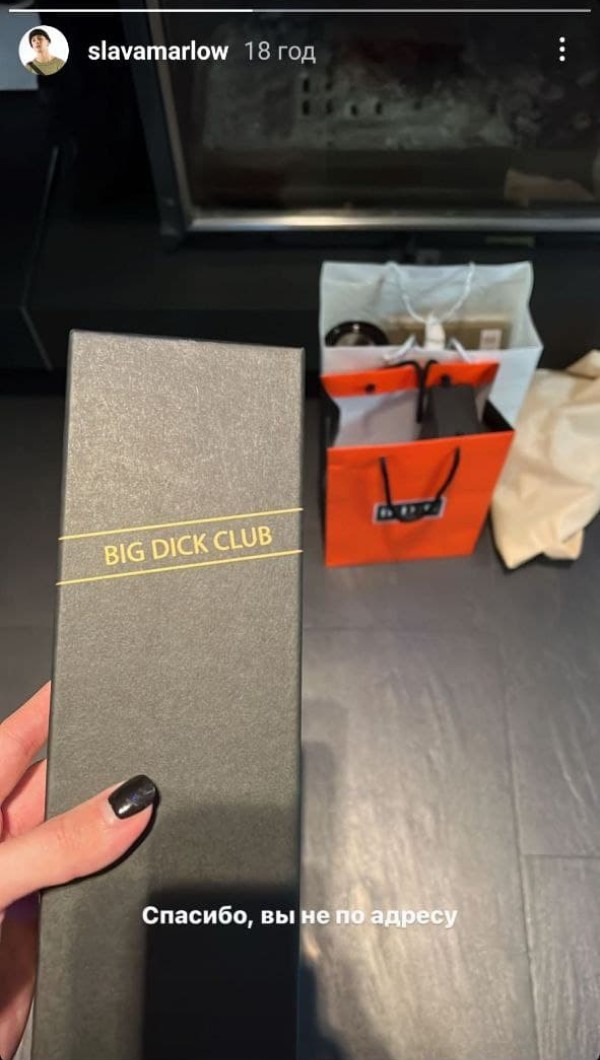 slavamarlow 18 год
BIG DICK CLUB
Спасибо, вы не по адресу